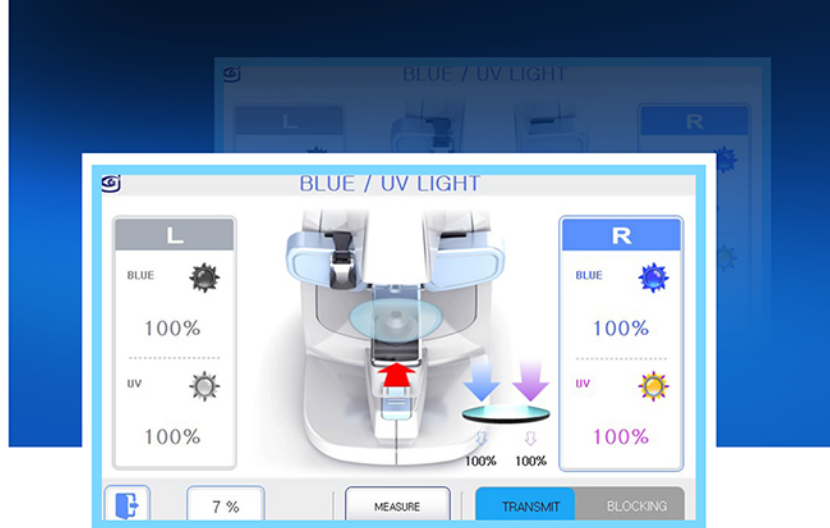 BLUE / UV LIGHT
L
R
BLUE / UV LIGHT
L
R
BLUE
100%
UV
100%
BLUE
100%
UV
100%
100% 100%
7 %
MEASURE
TRANSMIT
BLOCKING